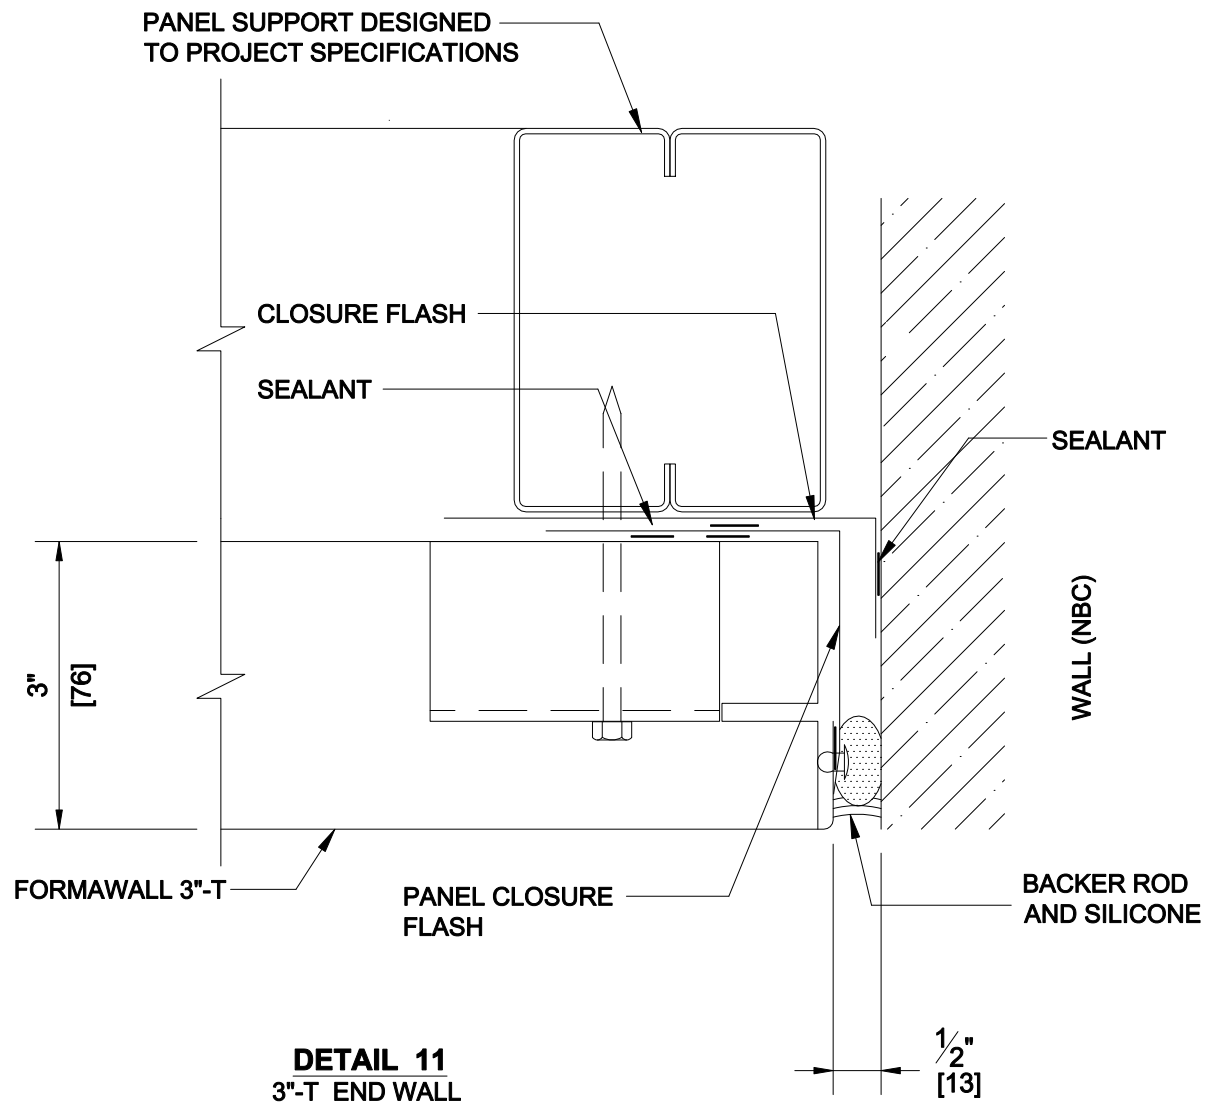 PANEL SUPPORT DESIGNED
TO PROJECT SPECIFICATIONS
CLOSURE FLASH
SEALANT
SEALANT
WALL (NBC)
3"
[76]
FORMAWALL 3"-T
PANEL CLOSURE
FLASH
BACKER ROD
AND SILICONE
1/2"
[13]
DETAIL 11
3"-T END WALL